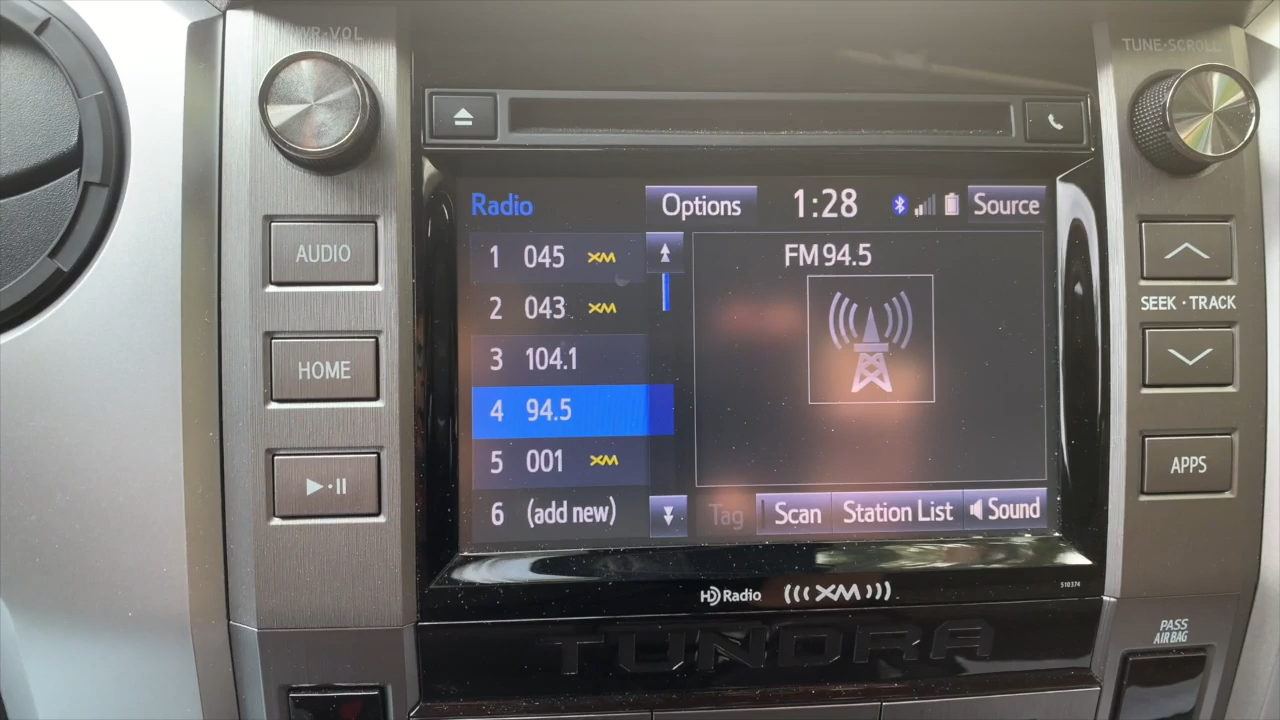 PWR·VOL
TUNE·SCROLL
Radio
Options
1:28
Source
AUDIO
1 045 XM
FM 94.5
2 043 XM
SEEK · TRACK
HOME
3 104.1
4 94.5
5 001 XM
APPS
6 (add new)
Tag
Scan
Station List
Sound
HD Radio
XM
510374
TUNDRA
PASS
AIR BAG